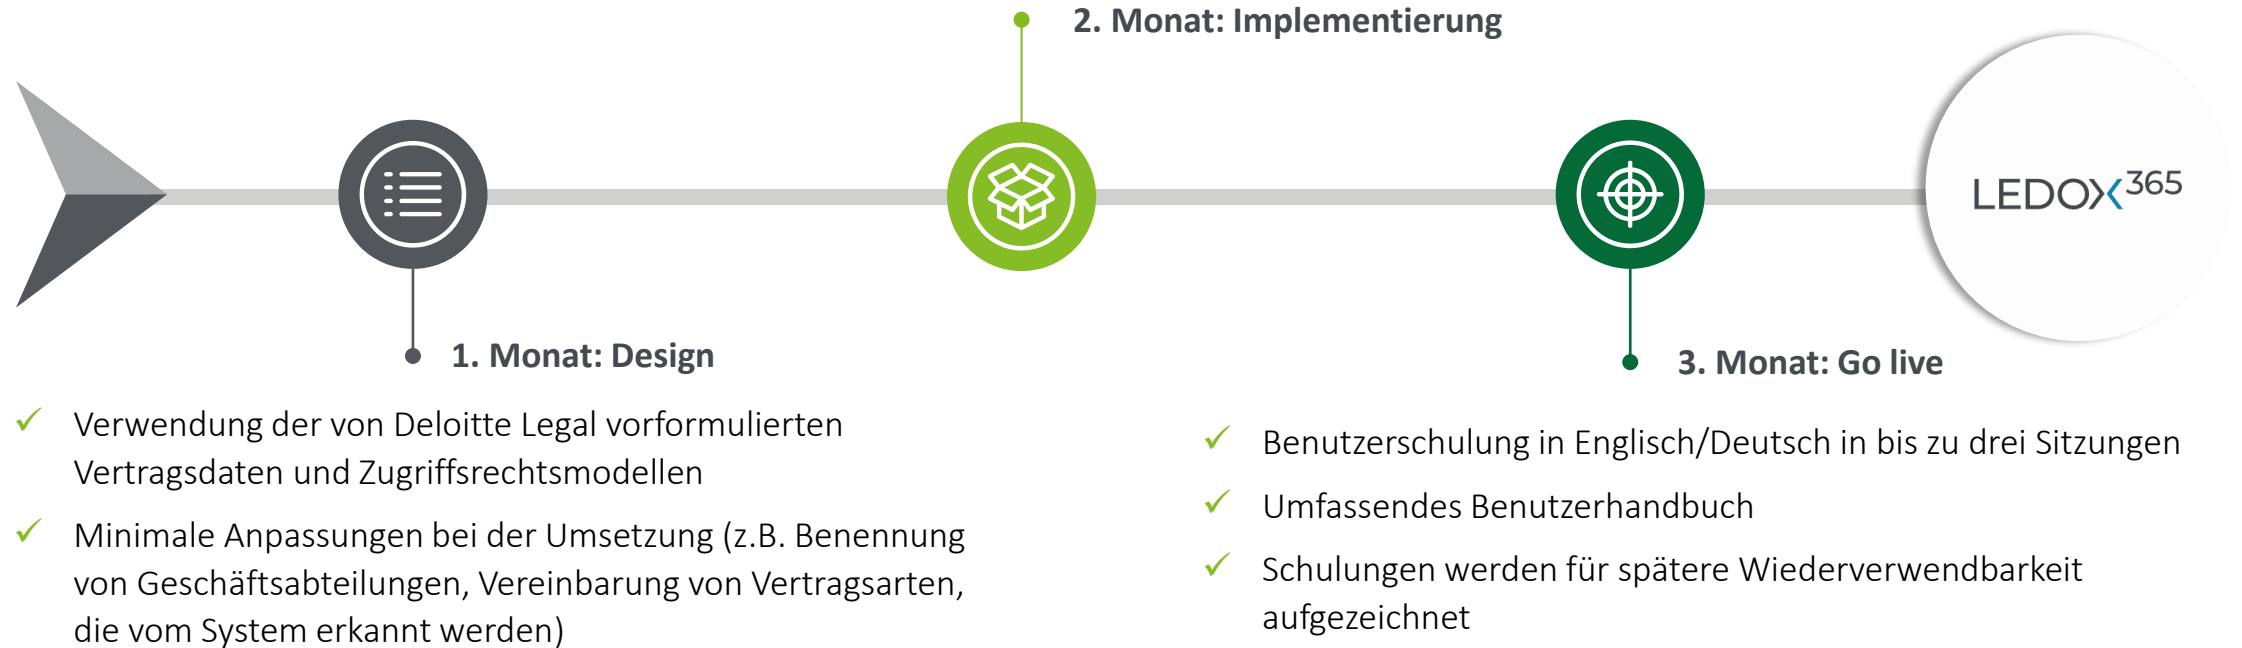 2. Monat: Implementierung
LEDOX365
1. Monat: Design
Verwendung der von Deloitte Legal vorformulierten
Vertragsdaten und Zugriffsrechtsmodellen
Minimale Anpassungen bei der Umsetzung (z.B. Benennung
von Geschäftsabteilungen, Vereinbarung von Vertragsarten,
die vom System erkannt werden)
3. Monat: Go live
Benutzerschulung in Englisch/Deutsch in bis zu drei Sitzungen
Umfassendes Benutzerhandbuch
Schulungen werden für spätere Wiederverwendbarkeit
aufgezeichnet